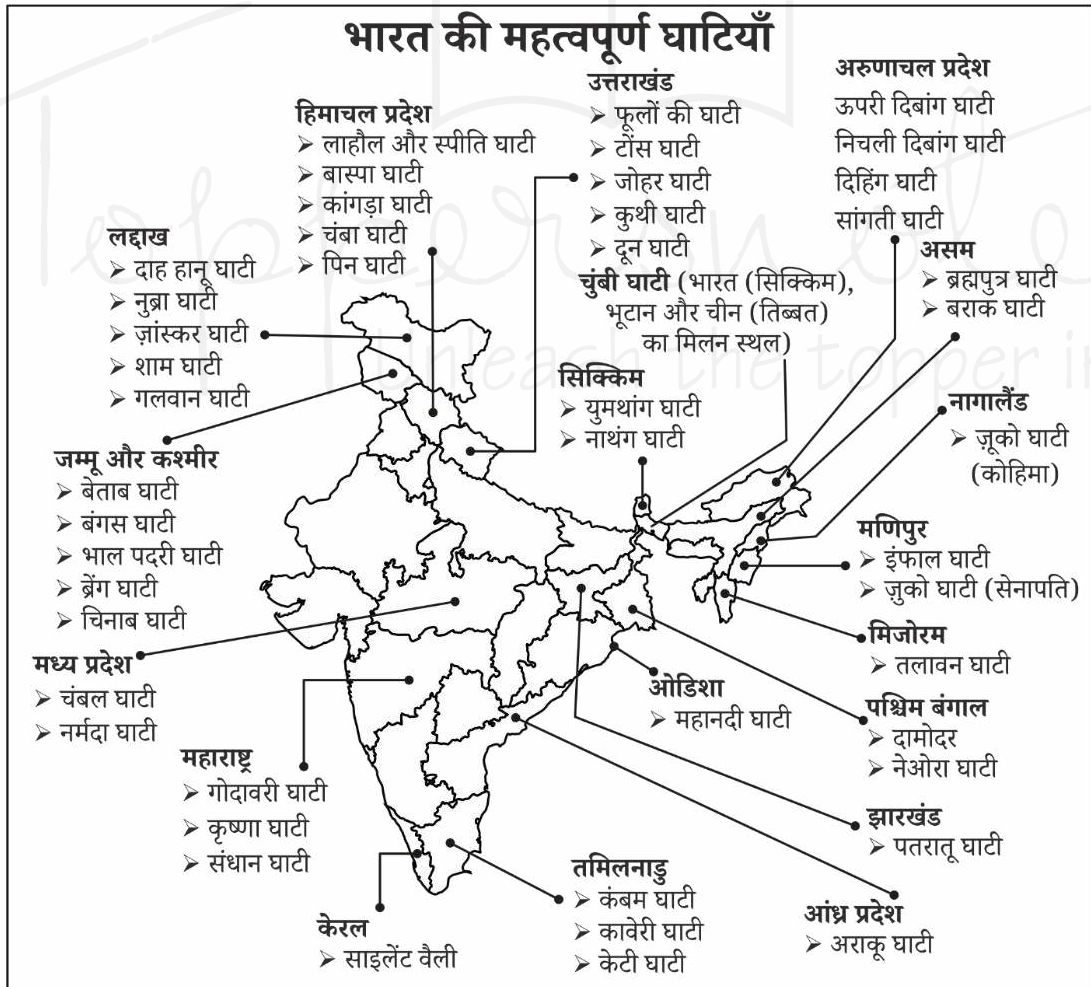 भारत की महत्वपूर्ण घाटियाँ
हिमाचल प्रदेश
➢ लाहौल और स्पीति घाटी
➢ बास्पा घाटी
➢ कांगड़ा घाटी
➢ चंबा घाटी
➢ पिन घाटी
उत्तराखंड
➢ फूलों की घाटी
➢ टोंस घाटी
➢ जोहर घाटी
➢ कुथी घाटी
➢ दून घाटी
अरुणाचल प्रदेश
ऊपरी दिबांग घाटी
निचली दिबांग घाटी
दिहिंग घाटी
सांगती घाटी
लद्दाख
➢ दाह हानू घाटी
➢ नुब्रा घाटी
➢ ज़ांस्कर घाटी
➢ शाम घाटी
➢ गलवान घाटी
चुंबी घाटी (भारत (सिक्किम),
भूटान और चीन (तिब्बत)
का मिलन स्थल)
असम
➢ ब्रह्मपुत्र घाटी
➢ बराक घाटी
सिक्किम
➢ युमथांग घाटी
➢ नाथंग घाटी
नागालैंड
➢ ज़ूको घाटी
(कोहिमा)
जम्मू और कश्मीर
➢ बेताब घाटी
➢ बंगस घाटी
➢ भाल पदरी घाटी
➢ ब्रेंग घाटी
➢ चिनाब घाटी
मणिपुर
➢ इंफाल घाटी
➢ ज़ुको घाटी (सेनापति)
मिजोरम
➢ तलावन घाटी
मध्य प्रदेश
➢ चंबल घाटी
➢ नर्मदा घाटी
ओडिशा
➢ महानदी घाटी
पश्चिम बंगाल
➢ दामोदर
➢ नेओरा घाटी
महाराष्ट्र
➢ गोदावरी घाटी
➢ कृष्णा घाटी
➢ संधान घाटी
झारखंड
➢ पतरातू घाटी
केरल
➢ साइलेंट वैली
तमिलनाडु
➢ कंबम घाटी
➢ कावेरी घाटी
➢ केटी घाटी
आंध्र प्रदेश
➢ अराकू घाटी
Unleash the topper in